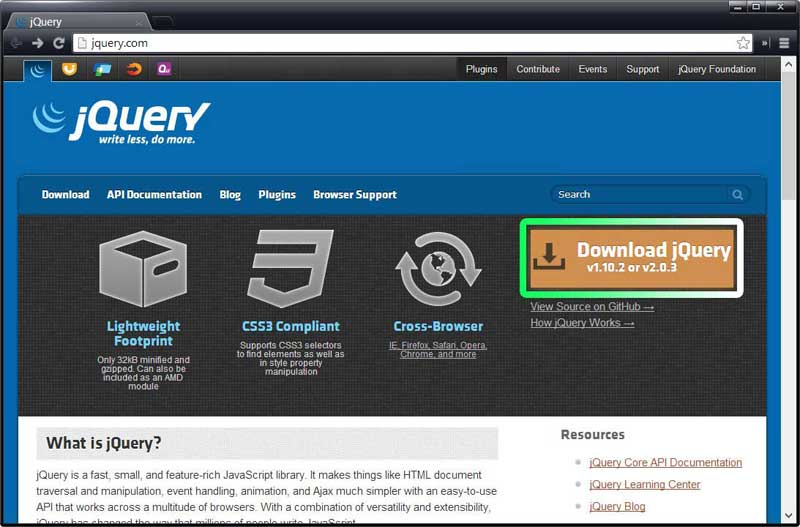 jQuery
jquery.com
Plugins Contribute Events Support jQuery Foundation
jQuery
write less, do more.
Download API Documentation Blog Plugins Browser Support Search
Download jQuery
v1.10.2 or v2.0.3
View Source on GitHub →
How jQuery Works →
Lightweight
Footprint
Only 32kB minified and
gzipped. Can also
be included as an AMD
module
CSS3 Compliant
Supports CSS3 selectors
to find elements as well as
in style property
manipulation
Cross-Browser
IE, Firefox, Safari, Opera,
Chrome, and more
What is jQuery?
jQuery is a fast, small, and feature-rich JavaScript library. It makes things like HTML document
traversal and manipulation, event handling, animation, and Ajax much simpler with an easy-to-use
API that works across a multitude of browsers. With a combination of versatility and extensibility,
jQuery has changed the way that millions of people write JavaScript.
Resources
jQuery Core API Documentation
jQuery Learning Center
jQuery Blog